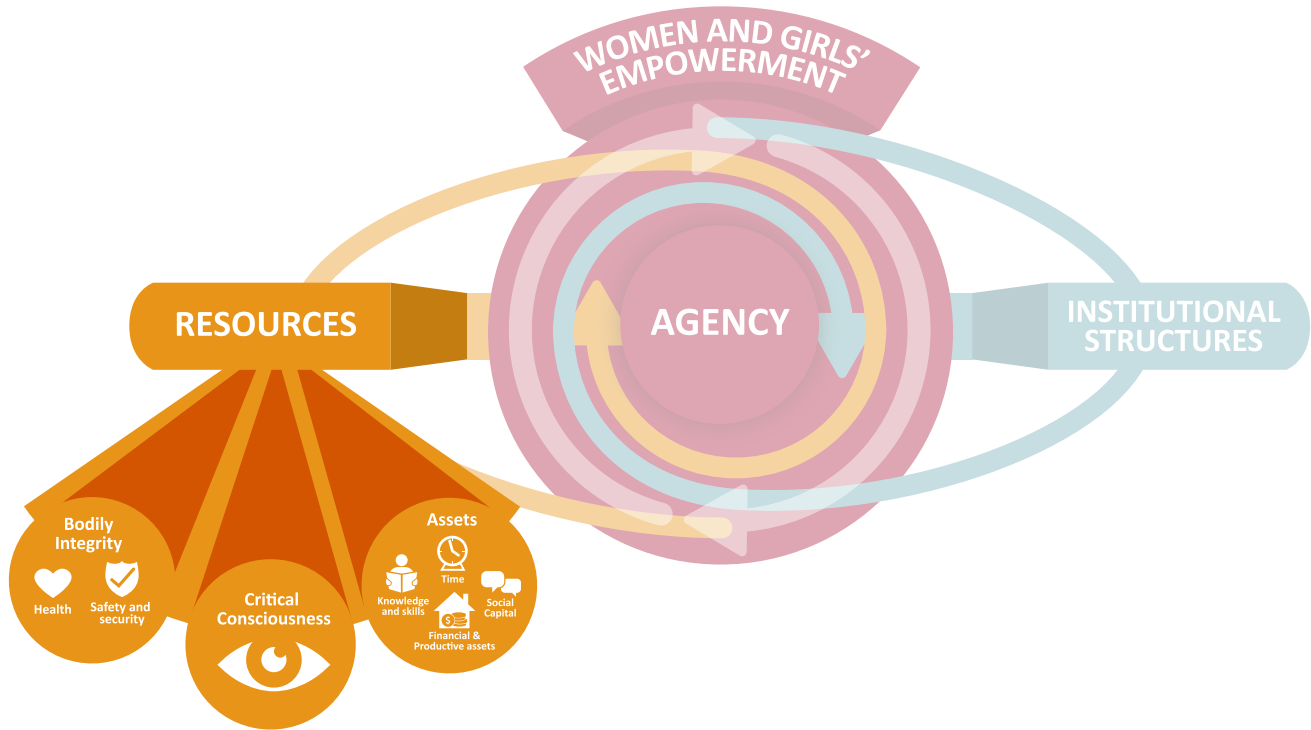 WOMEN AND GIRLS'
EMPOWERMENT
RESOURCES
AGENCY
INSTITUTIONAL
STRUCTURES
Bodily
Integrity
Health
Safety and
security
Critical
Consciousness
Assets
Time
Knowledge
and skills
Social
Capital
Financial &
Productive assets